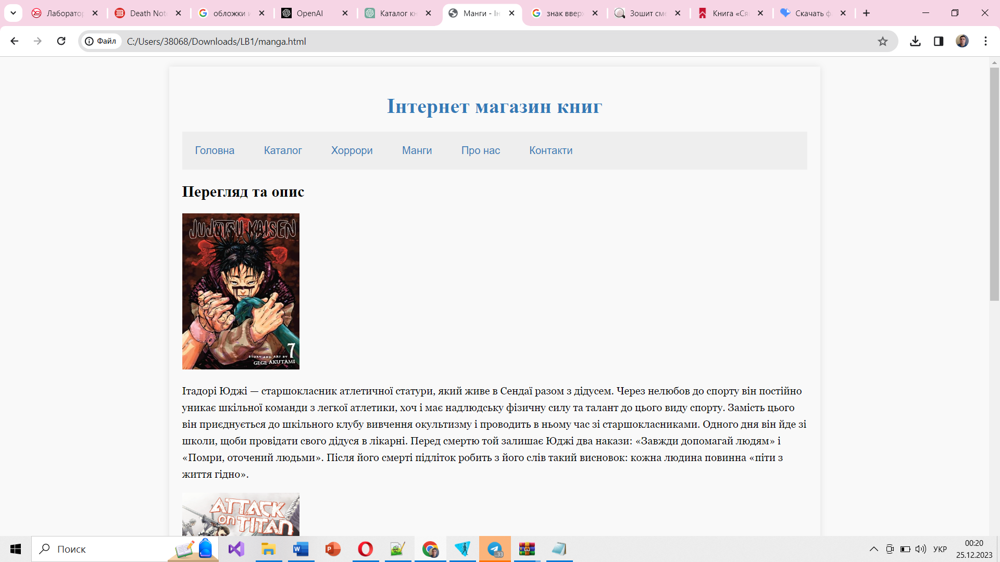 Лаборатор
Death Not
обложки и
OpenAI
Каталог кн
Манги - Ін
знак вверх
Зошит сме
Книга «Ся
Скачать ф
Файл
C:/Users/38068/Downloads/LB1/manga.html
Інтернет магазин книг
Головна Каталог Хоррори Манги Про нас Контакти
Перегляд та опис
JUJUTSU KAISEN
7
STORY AND ART BY
GEGE AKUTAMI
Ітадорі Юджі — старшокласник атлетичної статури, який живе в Сендаї разом з дідусем. Через нелюбов до спорту він постійно
уникає шкільної команди з легкої атлетики, хоч і має надлюдську фізичну силу та талант до цього виду спорту. Замість цього
він приєднується до шкільного клубу вивчення окультизму і проводить в ньому час зі старшокласниками. Одного дня він йде зі
школи, щоби провідати свого дідуся в лікарні. Перед смертю той залишає Юджі два накази: «Завжди допомагай людям» і
«Помри, оточений людьми». Після його смерті підліток робить з його слів такий висновок: кожна людина повинна «піти з
життя гідно».
ATTACK
on TITAN
Поиск
..33
УКР
00:20
25.12.2023